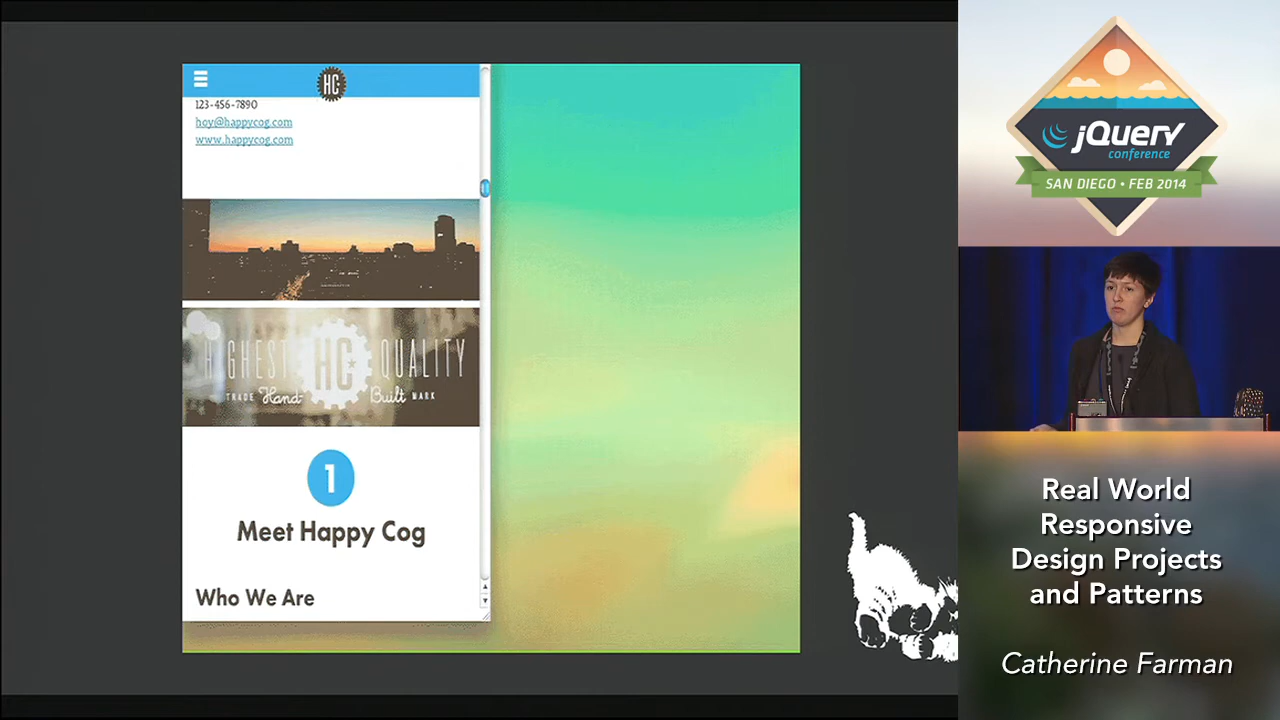 HC
123-456-7890
hoy@happycog.com
www.happycog.com
HIGHEST HC QUALITY
TRADE Hand- Built MARK
1
Meet Happy Cog
Who We Are
jQuery
conference
SAN DIEGO • FEB 2014
Real World
Responsive
Design Projects
and Patterns
Catherine Farman